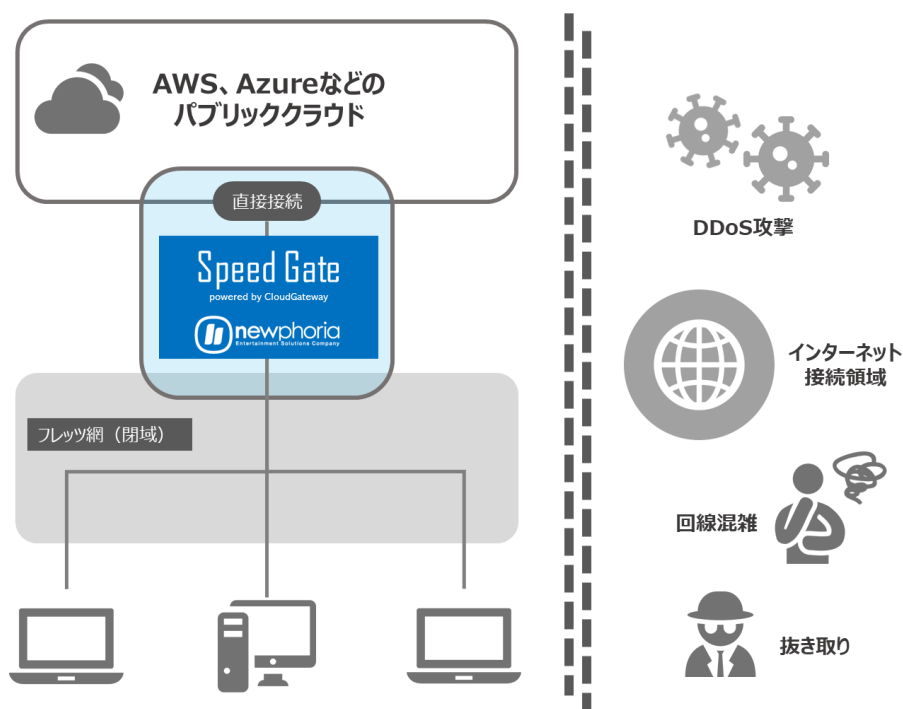 AWS、Azureなどの
パブリッククラウド
直接接続
Speed Gate
powered by CloudGateway
newphoria
Entertainment Solutions Company
フレッツ網（閉域）
DDoS攻撃
インターネット
接続領域
回線混雑
抜き取り